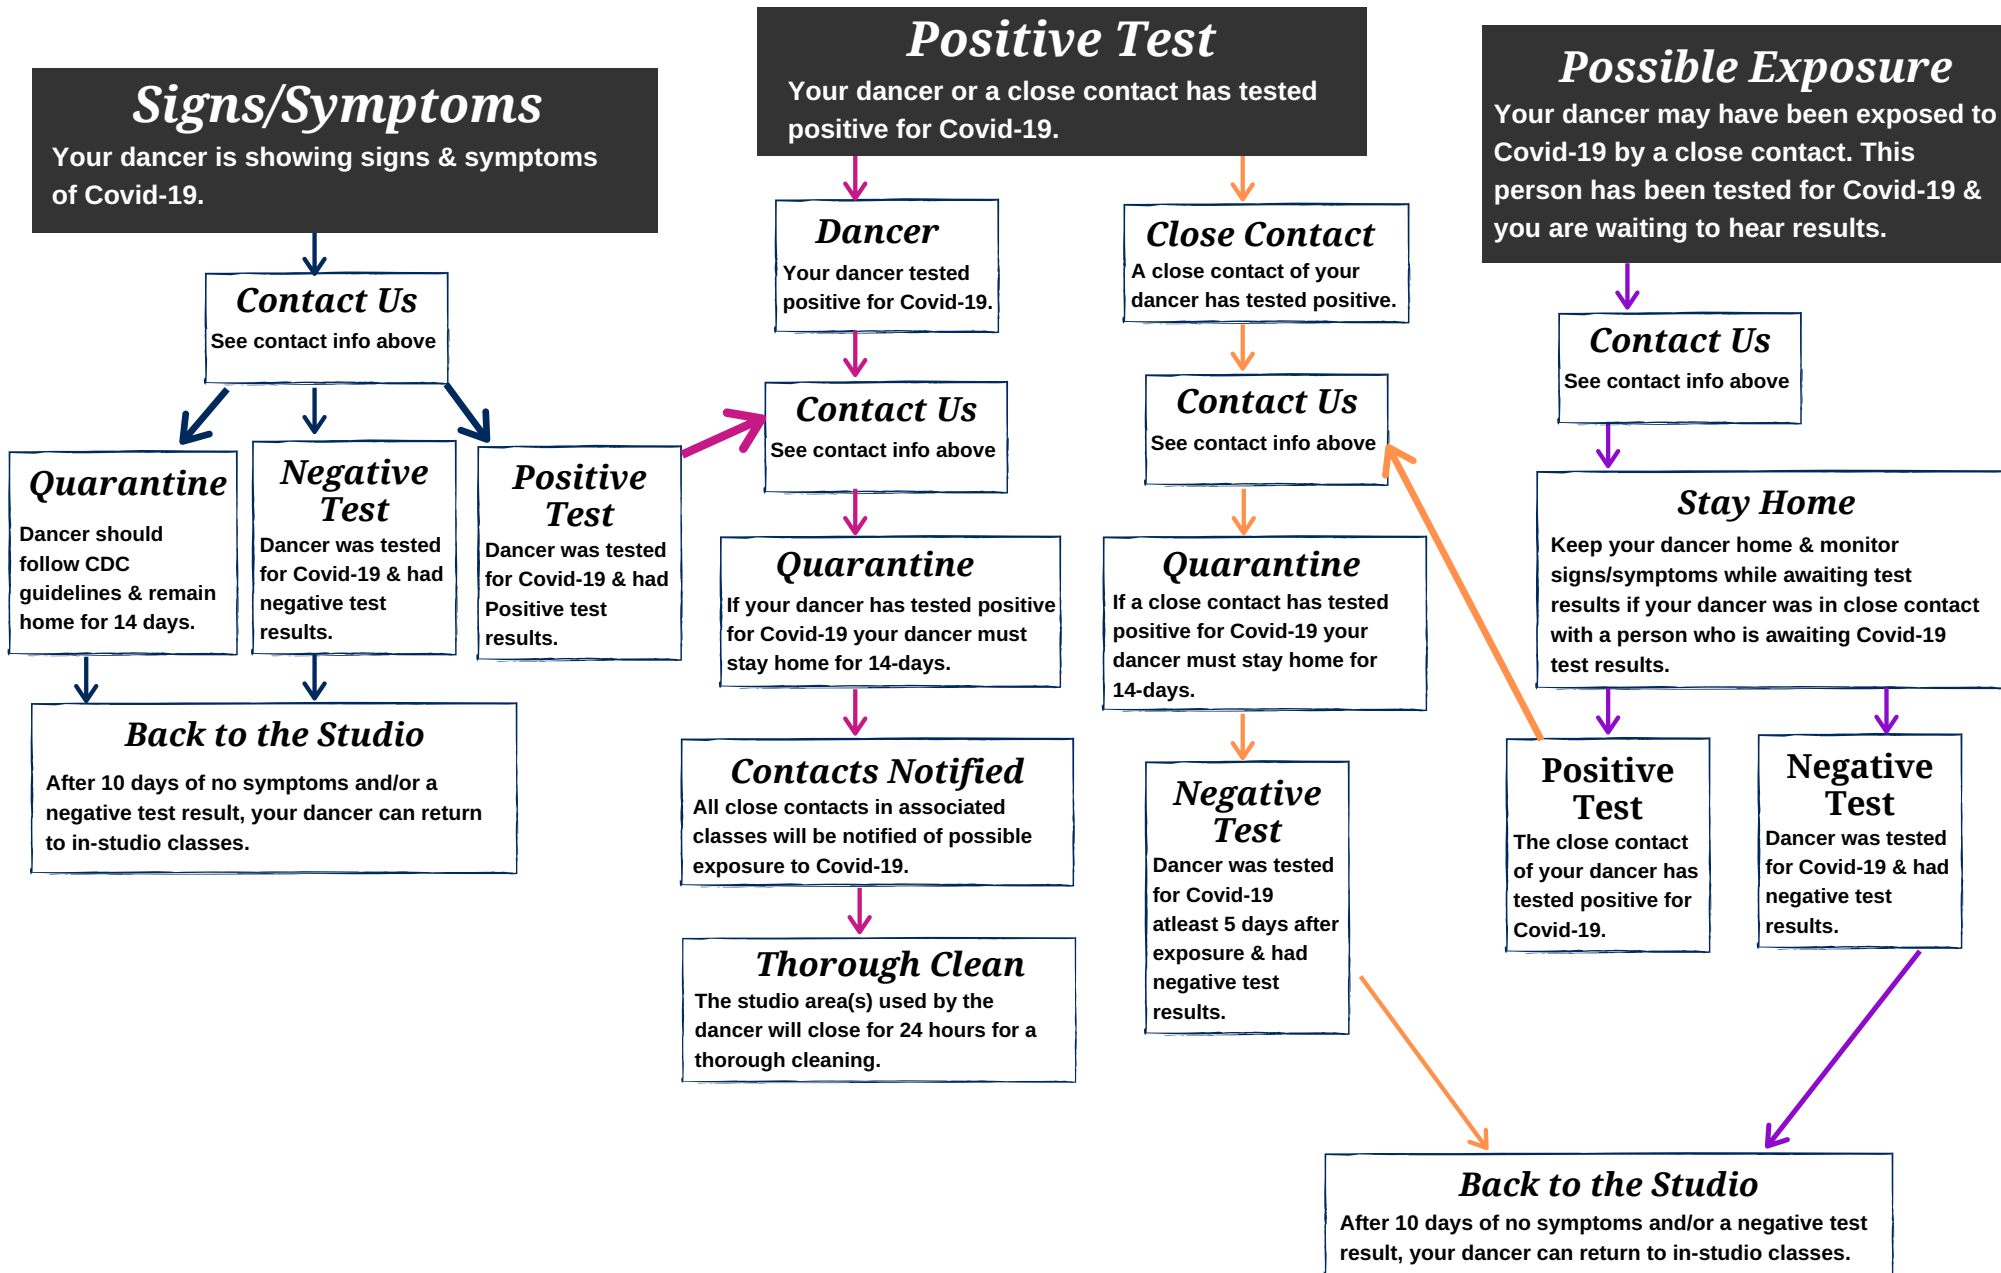 Signs/Symptoms
Your dancer is showing signs & symptoms
of Covid-19.
Contact Us
See contact info above
Quarantine
Dancer should
follow CDC
guidelines & remain
home for 14 days.
Negative
Test
Dancer was tested
for Covid-19 & had
negative test
results.
Positive
Test
Dancer was tested
for Covid-19 & had
Positive test
results.
Back to the Studio
After 10 days of no symptoms and/or a
negative test result, your dancer can return
to in-studio classes.
Positive Test
Your dancer or a close contact has tested
positive for Covid-19.
Dancer
Your dancer tested
positive for Covid-19.
Contact Us
See contact info above
Quarantine
If your dancer has tested positive
for Covid-19 your dancer must
stay home for 14-days.
Contacts Notified
All close contacts in associated
classes will be notified of possible
exposure to Covid-19.
Thorough Clean
The studio area(s) used by the
dancer will close for 24 hours for a
thorough cleaning.
Close Contact
A close contact of your
dancer has tested positive.
Contact Us
See contact info above
Quarantine
If a close contact has tested
positive for Covid-19 your
dancer must stay home for
14-days.
Negative
Test
Dancer was tested
for Covid-19
atleast 5 days after
exposure & had
negative test
results.
Possible Exposure
Your dancer may have been exposed to
Covid-19 by a close contact. This
person has been tested for Covid-19 &
you are waiting to hear results.
Contact Us
See contact info above
Stay Home
Keep your dancer home & monitor
signs/symptoms while awaiting test
results if your dancer was in close contact
with a person who is awaiting Covid-19
test results.
Positive
Test
The close contact
of your dancer has
tested positive for
Covid-19.
Negative
Test
Dancer was tested
for Covid-19 & had
negative test
results.
Back to the Studio
After 10 days of no symptoms and/or a negative test
result, your dancer can return to in-studio classes.